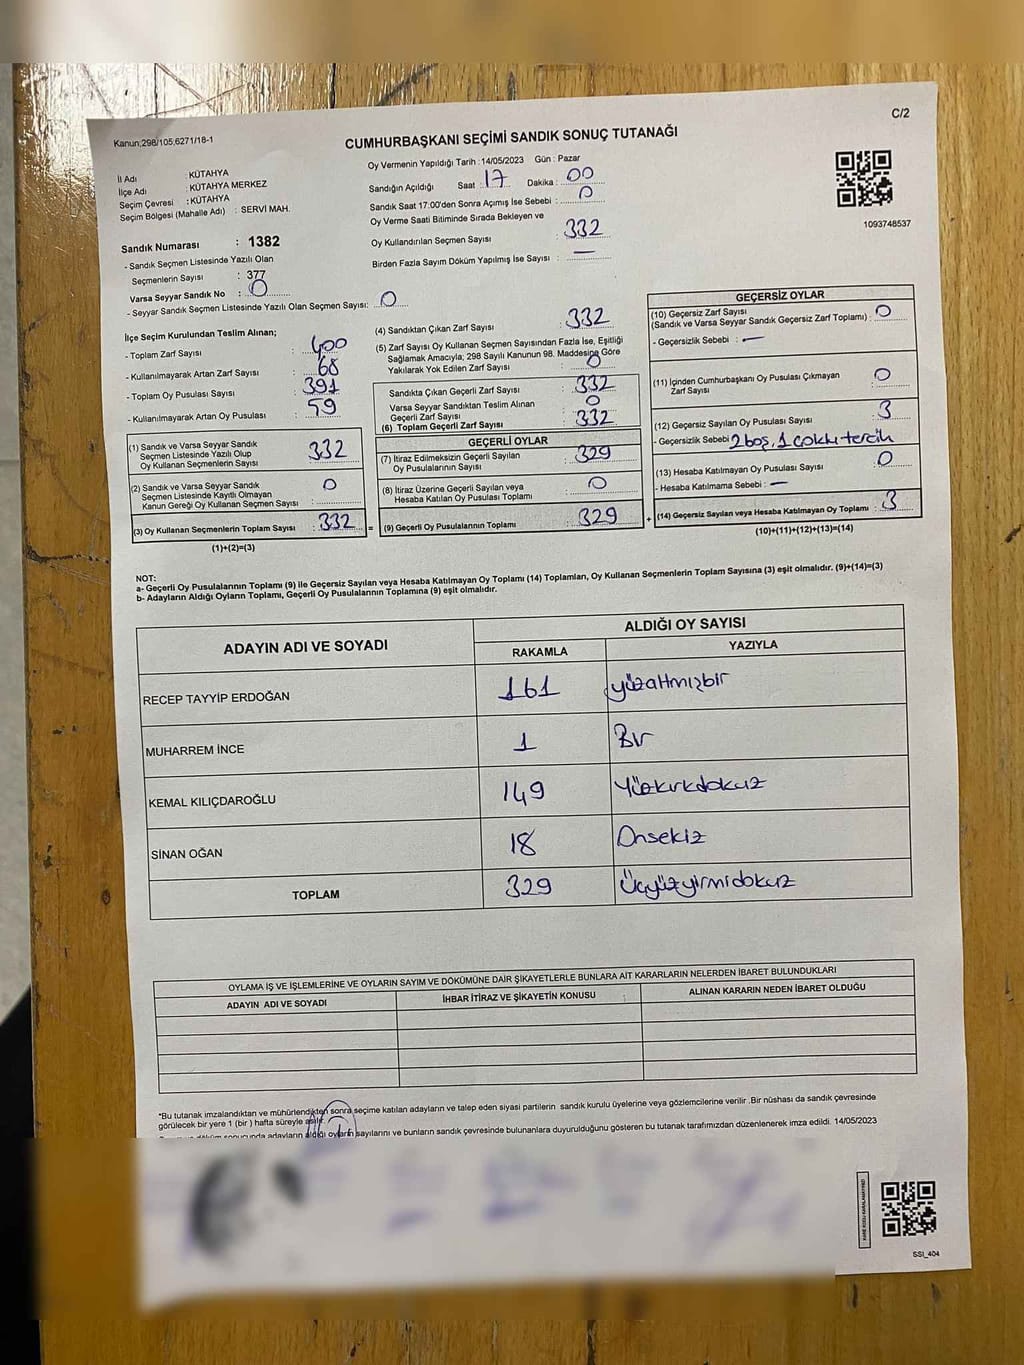 C/2
Kanun;298/105,6271/18-1
CUMHURBAŞKANI SEÇİMİ SANDIK SONUÇ TUTANAĞI
İl Adı : KÜTAHYA
İlçe Adı : KÜTAHYA MERKEZ
Seçim Çevresi : KÜTAHYA
Seçim Bölgesi (Mahalle Adı) : SERVİ MAH.
Oy Vermenin Yapıldığı Tarih : 14/05/2023 Gün : Pazar
Sandığın Açıldığı Saat : 17 Dakika : 00
Sandık Saat 17:00'den Sonra Açımış İse Sebebi : 0
Oy Verme Saati Bitiminde Sırada Bekleyen ve
Oy Kullandırılan Seçmen Sayısı : 332
Birden Fazla Sayım Döküm Yapılmış İse Sayısı : —
1093748537
Sandık Numarası : 1382
- Sandık Seçmen Listesinde Yazılı Olan
Seçmenlerin Sayısı : 377
Varsa Seyyar Sandık No : 0
- Seyyar Sandık Seçmen Listesinde Yazılı Olan Seçmen Sayısı: 0
İlçe Seçim Kurulundan Teslim Alınan;
- Toplam Zarf Sayısı : 400
- Kullanılmayarak Artan Zarf Sayısı : 68
- Toplam Oy Pusulası Sayısı : 391
- Kullanılmayarak Artan Oy Pusulası : 59
(1) Sandık ve Varsa Seyyar Sandık
Seçmen Listesinde Yazılı Olup
Oy Kullanan Seçmenlerin Sayısı : 332
(2) Sandık ve Varsa Seyyar Sandık
Seçmen Listesinde Kayıtlı Olmayan
Kanun Gereği Oy Kullanan Seçmen Sayısı : 0
(3) Oy Kullanan Seçmenlerin Toplam Sayısı : 332 =
(1)+(2)=(3)
(4) Sandıktan Çıkan Zarf Sayısı : 332
(5) Zarf Sayısı Oy Kullanan Seçmen Sayısından Fazla İse, Eşitliği
Sağlamak Amacıyla; 298 Sayılı Kanunun 98. Maddesine Göre
Yakılarak Yok Edilen Zarf Sayısı : 0
Sandıkta Çıkan Geçerli Zarf Sayısı : 332
Varsa Seyyar Sandıktan Teslim Alınan
Geçerli Zarf Sayısı : 0
(6) Toplam Geçerli Zarf Sayısı : 332
GEÇERLİ OYLAR
(7) İtiraz Edilmeksizin Geçerli Sayılan
Oy Pusulalarının Sayısı : 329
(8) İtiraz Üzerine Geçerli Sayılan veya
Hesaba Katılan Oy Pusulası Toplamı : 0
(9) Geçerli Oy Pusulalarının Toplamı : 329 +
GEÇERSİZ OYLAR
(10) Geçersiz Zarf Sayısı
(Sandık ve Varsa Seyyar Sandık Geçersiz Zarf Toplamı) : 0
- Geçersizlik Sebebi : —
(11) İçinden Cumhurbaşkanı Oy Pusulası Çıkmayan
Zarf Sayısı : 0
(12) Geçersiz Sayılan Oy Pusulası Sayısı : 3
- Geçersizlik Sebebi 2 boş, 1 çoklu tercih
(13) Hesaba Katılmayan Oy Pusulası Sayısı : 0
- Hesaba Katılmama Sebebi : —
(14) Geçersiz Sayılan veya Hesaba Katılmayan Oy Toplamı : 3
(10)+(11)+(12)+(13)=(14)
NOT:
a- Geçerli Oy Pusulalarının Toplamı (9) ile Geçersiz Sayılan veya Hesaba Katılmayan Oy Toplamı (14) Toplamları, Oy Kullanan Seçmenlerin Toplam Sayısına (3) eşit olmalıdır. (9)+(14)=(3)
b- Adayların Aldığı Oyların Toplamı, Geçerli Oy Pusulalarının Toplamına (9) eşit olmalıdır.
ADAYIN ADI VE SOYADI ALDIĞI OY SAYISI
RAKAMLA YAZIYLA
RECEP TAYYİP ERDOĞAN 161 yüzaltmışbir
MUHARREM İNCE 1 Bir
KEMAL KILIÇDAROĞLU 149 Yüzkırkdokuz
SİNAN OĞAN 18 Onsekiz
TOPLAM 329 Üçyüzyirmidokuz
OYLAMA İŞ VE İŞLEMLERİNE VE OYLARIN SAYIM VE DÖKÜMÜNE DAİR ŞİKAYETLERLE BUNLARA AİT KARARLARIN NELERDEN İBARET BULUNDUKLARI
ADAYIN ADI VE SOYADI İHBAR İTİRAZ VE ŞİKAYETİN KONUSU ALINAN KARARIN NEDEN İBARET OLDUĞU
*Bu tutanak imzalandıktan ve mühürlendikten sonra seçime katılan adayların ve talep eden siyasi partilerin sandık kurulu üyelerine veya gözlemcilerine verilir .Bir nüshası da sandık çevresinde
görülecek bir yere 1 (bir ) hafta süreyle asılır.
sonucunda adayların aldığı oyların sayılarını ve bunların sandık çevresinde bulunanlara duyurulduğunu gösteren bu tutanak tarafımızdan düzenlenerek imza edildi. 14/05/2023
SSI_404